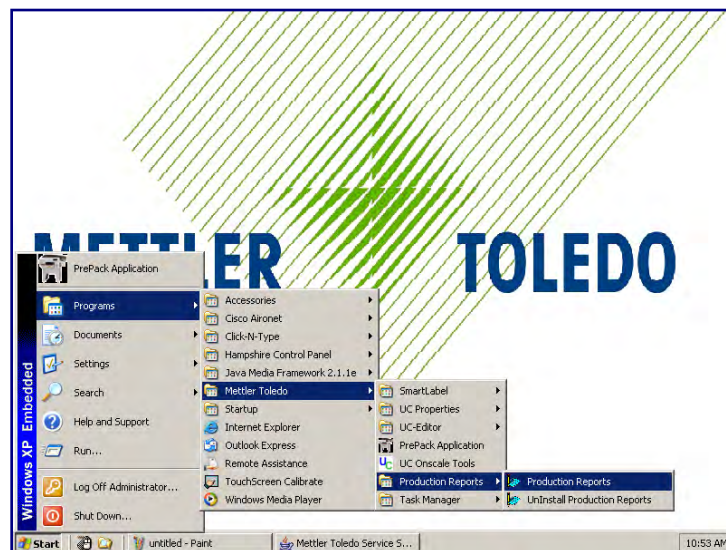 METTLER TOLEDO
Windows XP Embedded
PrePack Application
Programs
Documents
Settings
Search
Help and Support
Run...
Log Off Administrator...
Shut Down...
Accessories
Cisco Aironet
Click-N-Type
Hampshire Control Panel
Java Media Framework 2.1.1e
Mettler Toledo
Startup
Internet Explorer
Outlook Express
Remote Assistance
TouchScreen Calibrate
Windows Media Player
SmartLabel
UC Properties
UC-Editor
PrePack Application
UC Onscale Tools
Production Reports
Task Manager
Production Reports
UnInstall Production Reports
Start
untitled - Paint
Mettler Toledo Service S...
10:53 AM